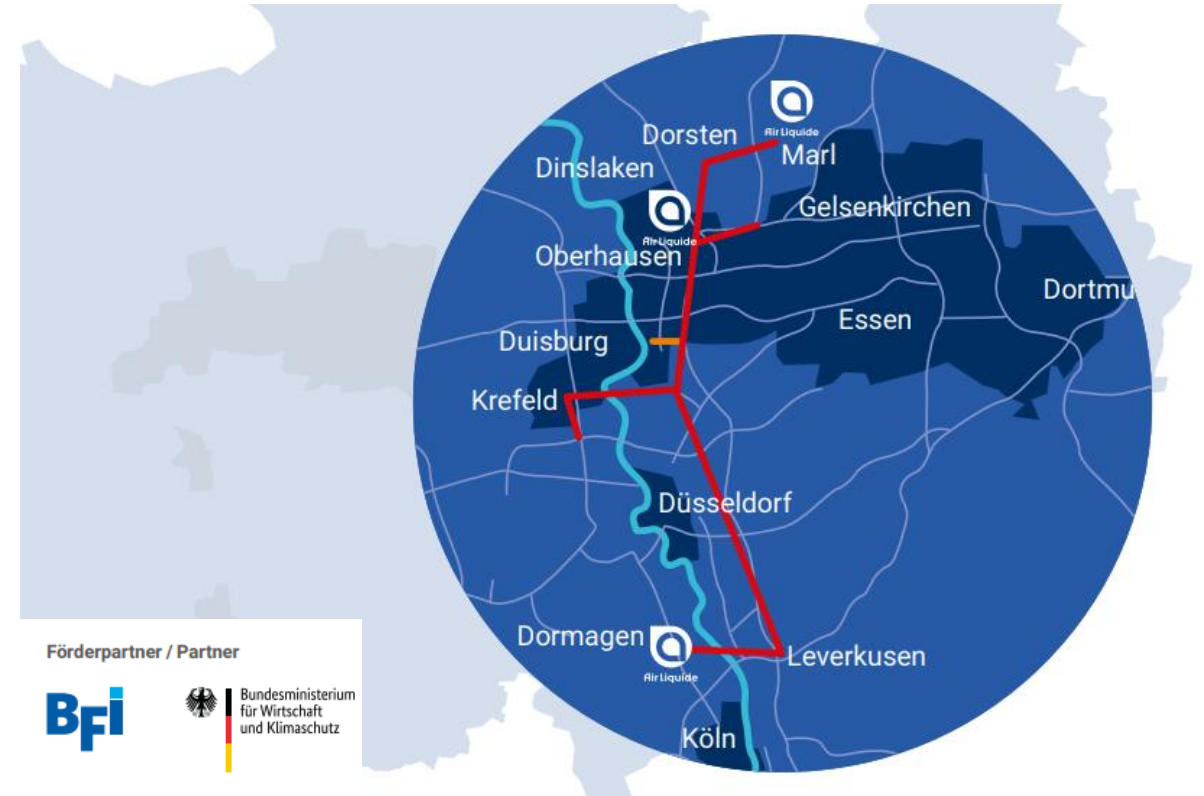 Air Liquide
Dorsten
Marl
Dinslaken
Gelsenkirchen
Air Liquide
Oberhausen
Dortmu
Essen
Duisburg
Krefeld
Düsseldorf
Dormagen
Leverkusen
Air Liquide
Köln
Förderpartner / Partner
BFI
Bundesministerium
für Wirtschaft
und Klimaschutz